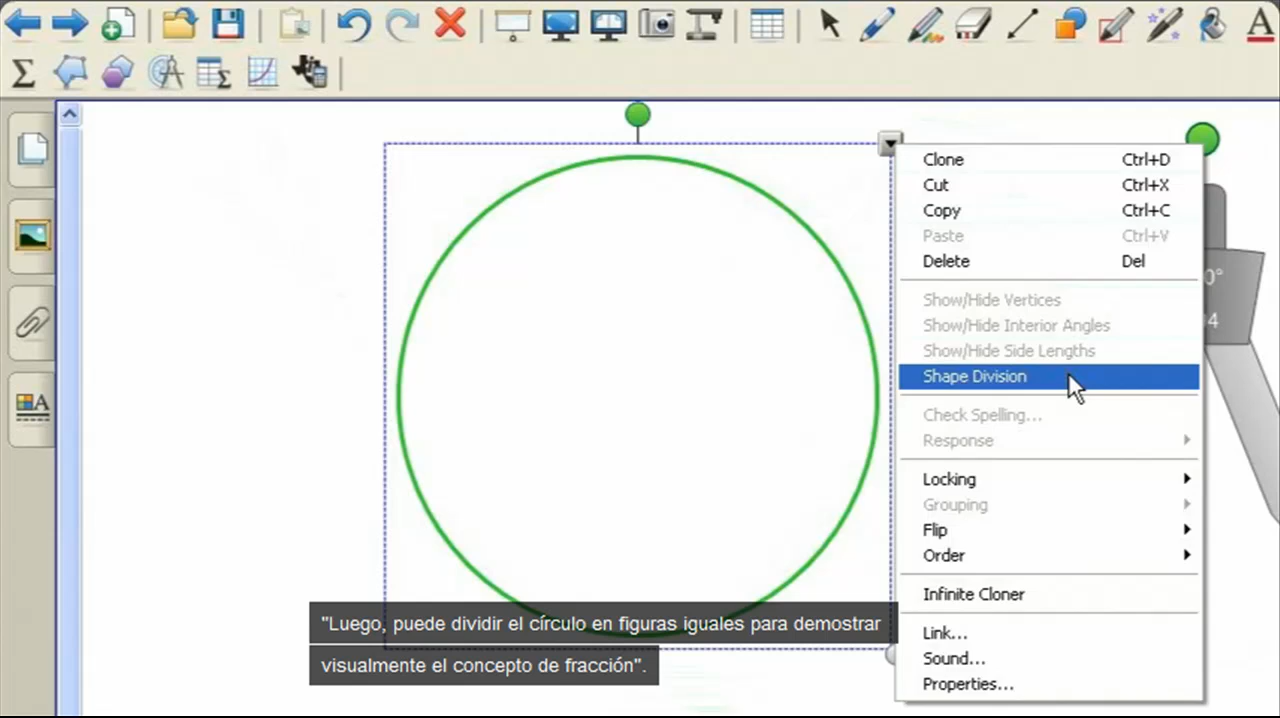 Σ
A
Clone Ctrl+D
Cut Ctrl+X
Copy Ctrl+C
Paste Ctrl+V
Delete Del
Show/Hide Vertices
Show/Hide Interior Angles
Show/Hide Side Lengths
Shape Division
Check Spelling...
Response
Locking
Grouping
Flip
Order
Infinite Cloner
Link...
Sound...
Properties...
"Luego, puede dividir el círculo en figuras iguales para demostrar
visualmente el concepto de fracción".